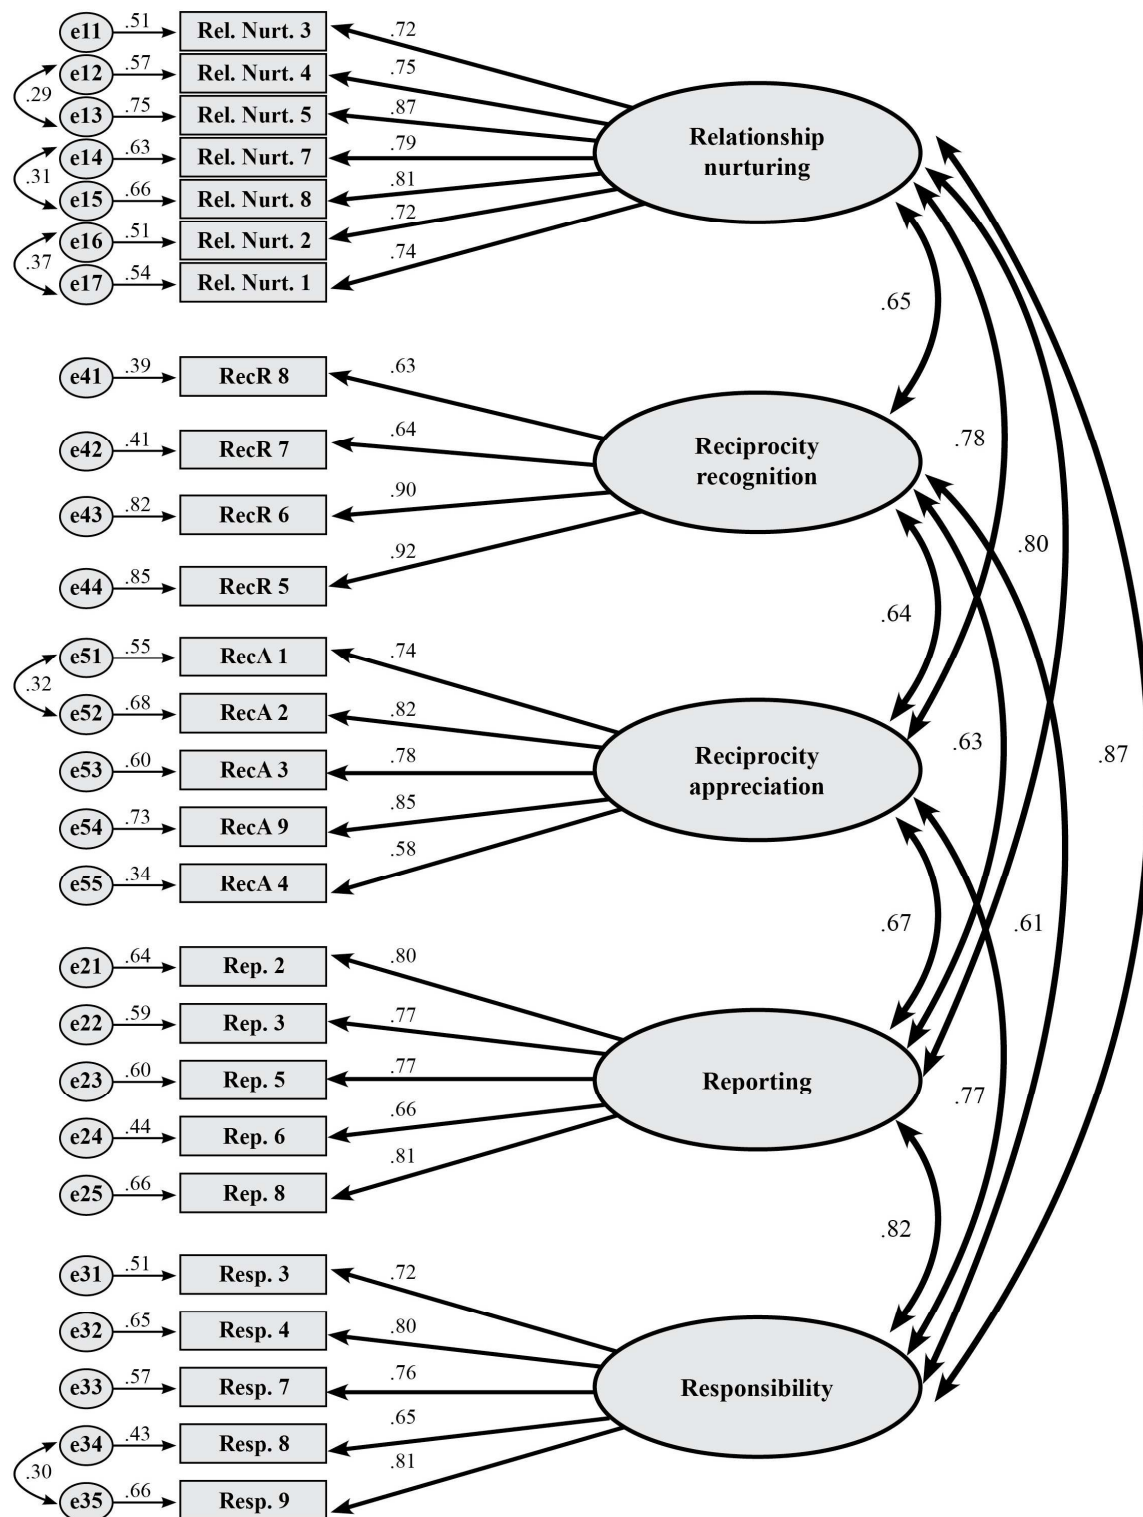 e11 .51 Rel. Nurt. 3 .72
e12 .57 Rel. Nurt. 4 .75
.29
e13 .75 Rel. Nurt. 5 .87
e14 .63 Rel. Nurt. 7 .79
.31
e15 .66 Rel. Nurt. 8 .81
e16 .51 Rel. Nurt. 2 .72
.37
e17 .54 Rel. Nurt. 1 .74
Relationship
nurturing
.65
e41 .39 RecR 8 .63
e42 .41 RecR 7 .64
e43 .82 RecR 6 .90
e44 .85 RecR 5 .92
Reciprocity
recognition
.78
.80
.64
e51 .55 RecA 1 .74
.32
e52 .68 RecA 2 .82
e53 .60 RecA 3 .78
e54 .73 RecA 9 .85
e55 .34 RecA 4 .58
Reciprocity
appreciation
.63
.87
.67
.61
e21 .64 Rep. 2 .80
e22 .59 Rep. 3 .77
e23 .60 Rep. 5 .77
e24 .44 Rep. 6 .66
e25 .66 Rep. 8 .81
Reporting
.77
.82
e31 .51 Resp. 3 .72
e32 .65 Resp. 4 .80
e33 .57 Resp. 7 .76
e34 .43 Resp. 8 .65
.30
e35 .66 Resp. 9 .81
Responsibility